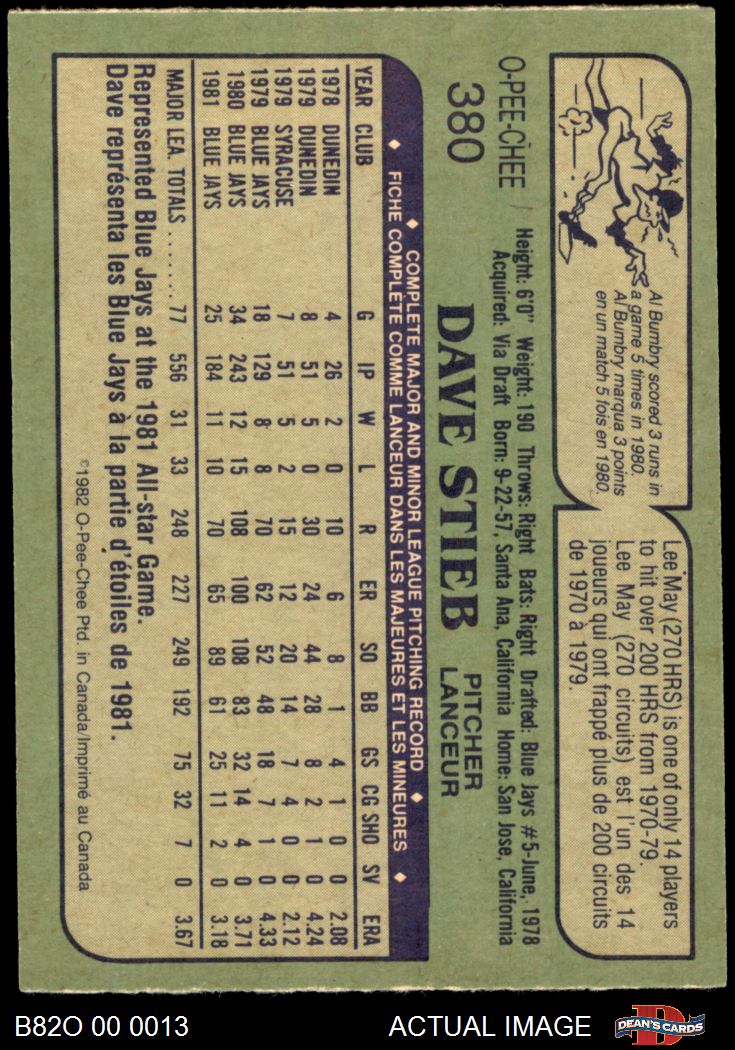 Al Bumbry scored 3 runs in
a game 5 times in 1980.
Al Bumbry marqua 3 points
en un match 5 fois en 1980.
Lee May (270 HRS) is one of only 14 players
to hit over 200 HRS from 1970-79.
Lee May (270 circuits) est l'un des 14
joueurs qui ont frappé plus de 200 circuits
de 1970 à 1979.
O-PEE-CHEE
380
Height: 6'0" Weight: 190 Throws: Right Bats: Right Drafted: Blue Jays #5-June, 1978
Acquired: Via Draft Born: 9-22-57, Santa Ana, California Home: San Jose, California
DAVE STIEB
PITCHER
LANCEUR
♦ COMPLETE MAJOR AND MINOR LEAGUE PITCHING RECORD ♦
♦ FICHE COMPLÈTE COMME LANCEUR DANS LES MAJEURES ET LES MINEURES ♦
YEAR CLUB G IP W L R ER SO BB GS CG SHO SV ERA
1978 DUNEDIN 4 26 2 0 10 6 8 1 4 1 0 0 2.08
1979 DUNEDIN 8 51 5 0 30 24 44 28 8 2 1 0 4.24
1979 SYRACUSE 7 51 5 2 15 12 20 14 7 4 0 0 2.12
1979 BLUE JAYS 18 129 8 8 70 62 52 48 18 7 1 0 4.33
1980 BLUE JAYS 34 243 12 15 108 100 108 83 32 14 4 0 3.71
1981 BLUE JAYS 25 184 11 10 70 65 89 61 25 11 2 0 3.18
MAJOR LEA. TOTALS ...... 77 556 31 33 248 227 249 192 75 32 7 0 3.67
Represented Blue Jays at the 1981 All-star Game.
Dave représenta les Blue Jays à la partie d'étoiles de 1981.
©1982 O-Pee-Chee Ptd. in Canada/Imprimé au Canada
B82O 00 0013
ACTUAL IMAGE
D
DEAN'S CARDS